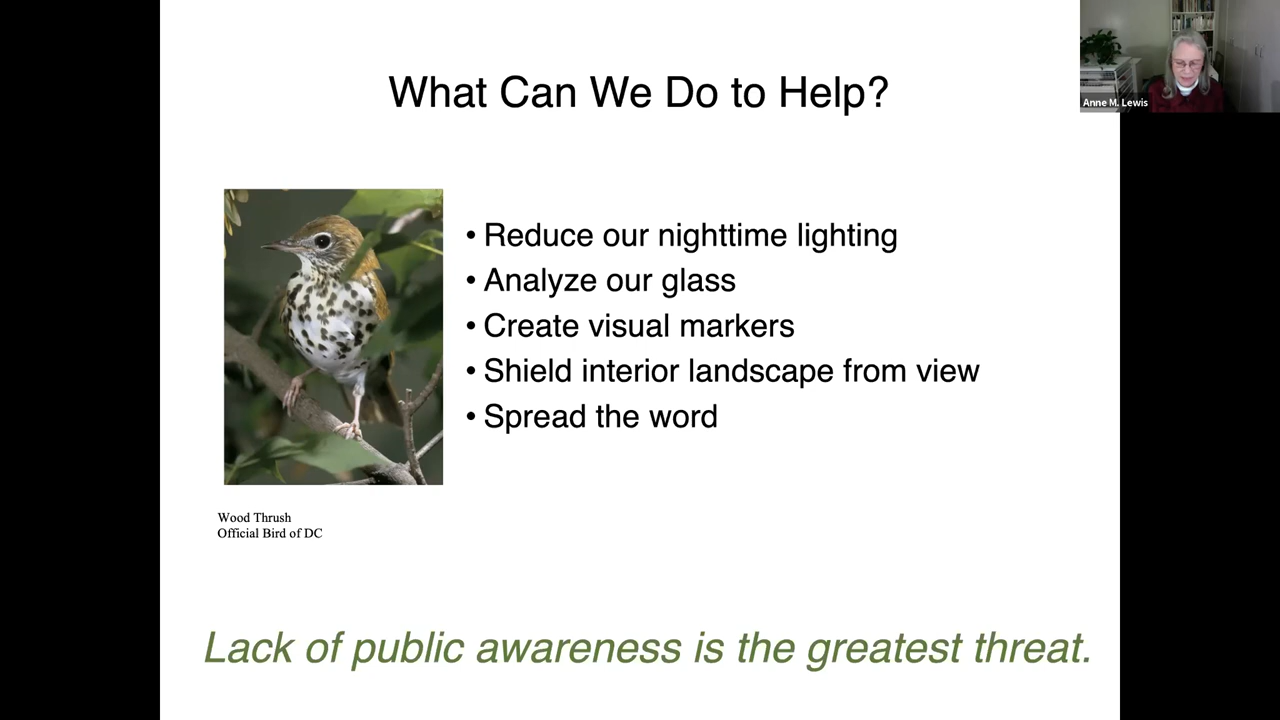 What Can We Do to Help?
Anne M. Lewis
• Reduce our nighttime lighting
• Analyze our glass
• Create visual markers
• Shield interior landscape from view
• Spread the word
Wood Thrush
Official Bird of DC
Lack of public awareness is the greatest threat.